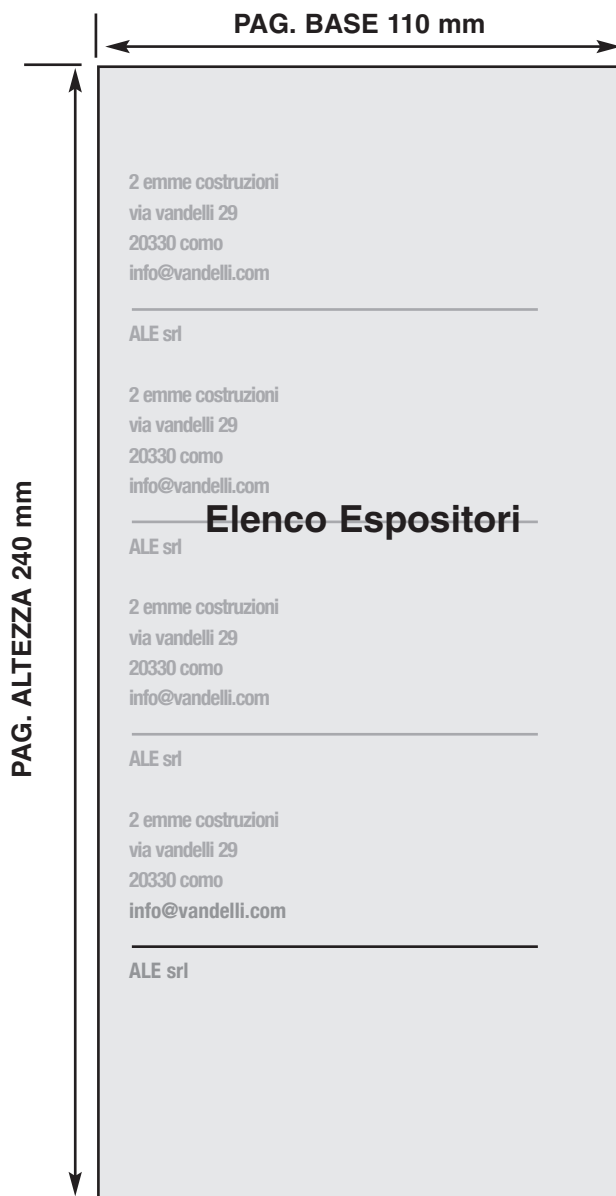 PAG. BASE 110 mm
PAG. ALTEZZA 240 mm
2 emme costruzioni
via vandelli 29
20330 como
info@vandelli.com
ALE srl
2 emme costruzioni
via vandelli 29
20330 como
info@vandelli.com
Elenco Espositori
ALE srl
2 emme costruzioni
via vandelli 29
20330 como
info@vandelli.com
ALE srl
2 emme costruzioni
via vandelli 29
20330 como
info@vandelli.com
ALE srl